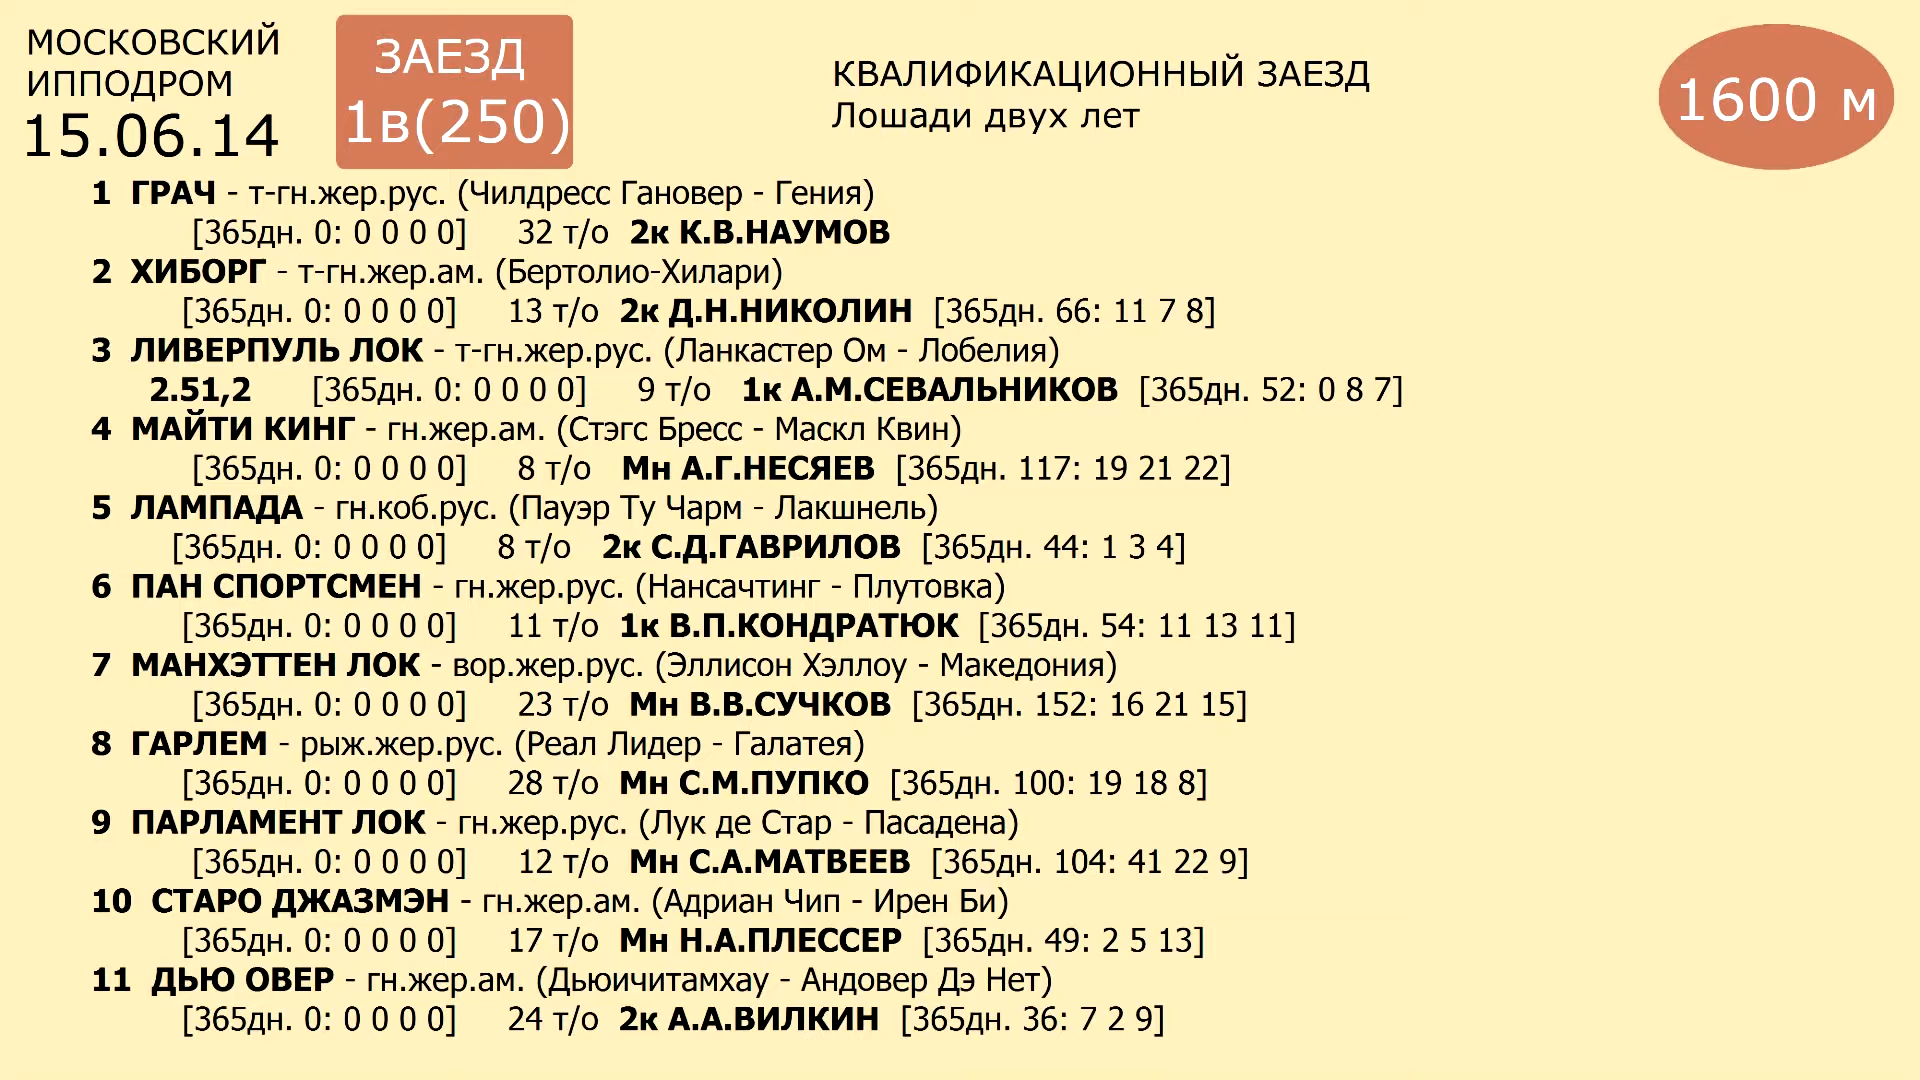 МОСКОВСКИЙ
ИППОДРОМ
15.06.14
ЗАЕЗД
1в(250)
КВАЛИФИКАЦИОННЫЙ ЗАЕЗД
Лошади двух лет
1600 м
1 ГРАЧ - т-гн.жер.рус. (Чилдресс Гановер - Гения)
[365дн. 0: 0 0 0 0] 32 т/о 2к К.В.НАУМОВ
2 ХИБОРГ - т-гн.жер.ам. (Бертолио-Хилари)
[365дн. 0: 0 0 0 0] 13 т/о 2к Д.Н.НИКОЛИН [365дн. 66: 11 7 8]
3 ЛИВЕРПУЛЬ ЛОК - т-гн.жер.рус. (Ланкастер Ом - Лобелия)
2.51,2 [365дн. 0: 0 0 0 0] 9 т/о 1к А.М.СЕВАЛЬНИКОВ [365дн. 52: 0 8 7]
4 МАЙТИ КИНГ - гн.жер.ам. (Стэгс Бресс - Маскл Квин)
[365дн. 0: 0 0 0 0] 8 т/о Мн А.Г.НЕСЯЕВ [365дн. 117: 19 21 22]
5 ЛАМПАДА - гн.коб.рус. (Пауэр Ту Чарм - Лакшнель)
[365дн. 0: 0 0 0 0] 8 т/о 2к С.Д.ГАВРИЛОВ [365дн. 44: 1 3 4]
6 ПАН СПОРТСМЕН - гн.жер.рус. (Нансачтинг - Плутовка)
[365дн. 0: 0 0 0 0] 11 т/о 1к В.П.КОНДРАТЮК [365дн. 54: 11 13 11]
7 МАНХЭТТЕН ЛОК - вор.жер.рус. (Эллисон Хэллоу - Македония)
[365дн. 0: 0 0 0 0] 23 т/о Мн В.В.СУЧКОВ [365дн. 152: 16 21 15]
8 ГАРЛЕМ - рыж.жер.рус. (Реал Лидер - Галатея)
[365дн. 0: 0 0 0 0] 28 т/о Мн С.М.ПУПКО [365дн. 100: 19 18 8]
9 ПАРЛАМЕНТ ЛОК - гн.жер.рус. (Лук де Стар - Пасадена)
[365дн. 0: 0 0 0 0] 12 т/о Мн С.А.МАТВЕЕВ [365дн. 104: 41 22 9]
10 СТАРО ДЖАЗМЭН - гн.жер.ам. (Адриан Чип - Ирен Би)
[365дн. 0: 0 0 0 0] 17 т/о Мн Н.А.ПЛЕССЕР [365дн. 49: 2 5 13]
11 ДЬЮ ОВЕР - гн.жер.ам. (Дьюичитамхау - Андовер Дэ Нет)
[365дн. 0: 0 0 0 0] 24 т/о 2к А.А.ВИЛКИН [365дн. 36: 7 2 9]